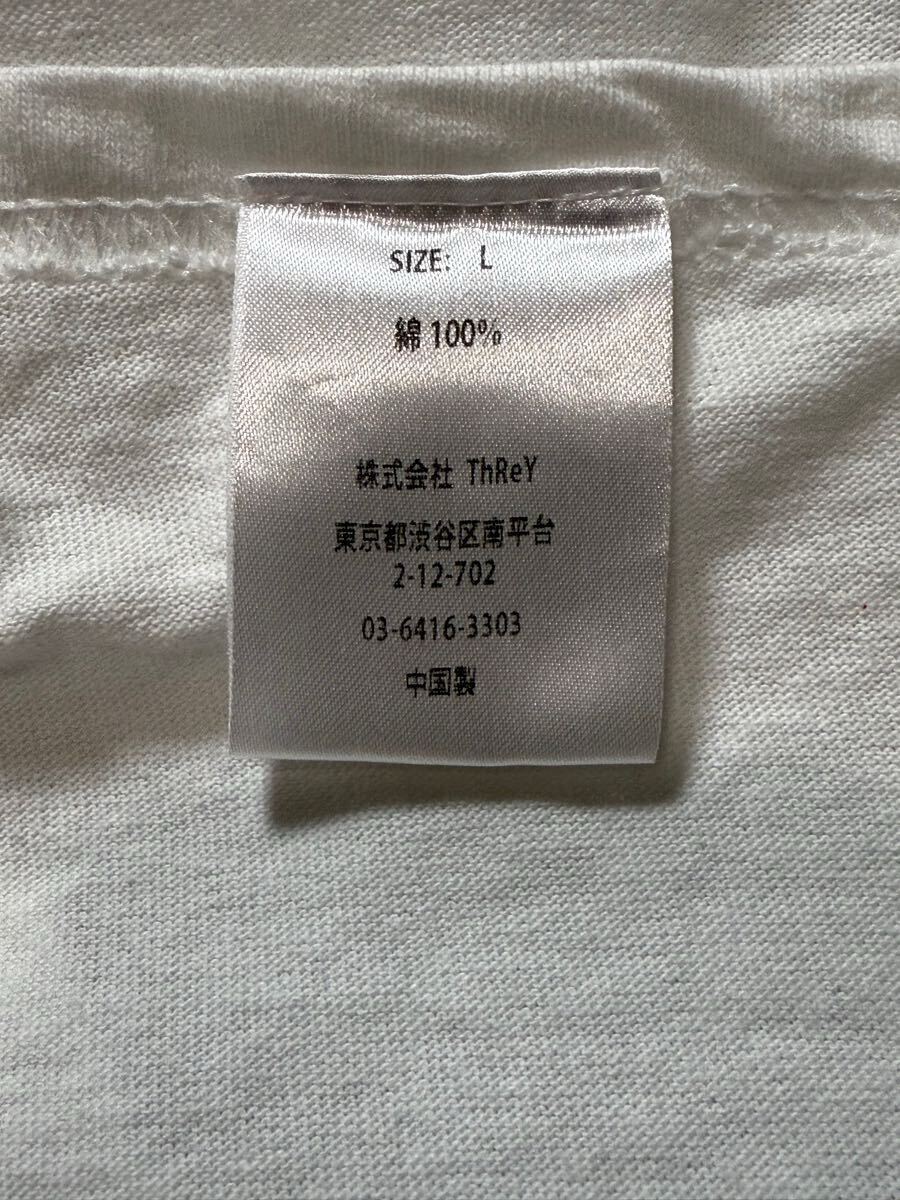 SIZE: L
綿 100%
株式会社 ThReY
東京都渋谷区南平台
2-12-702
03-6416-3303
中国製